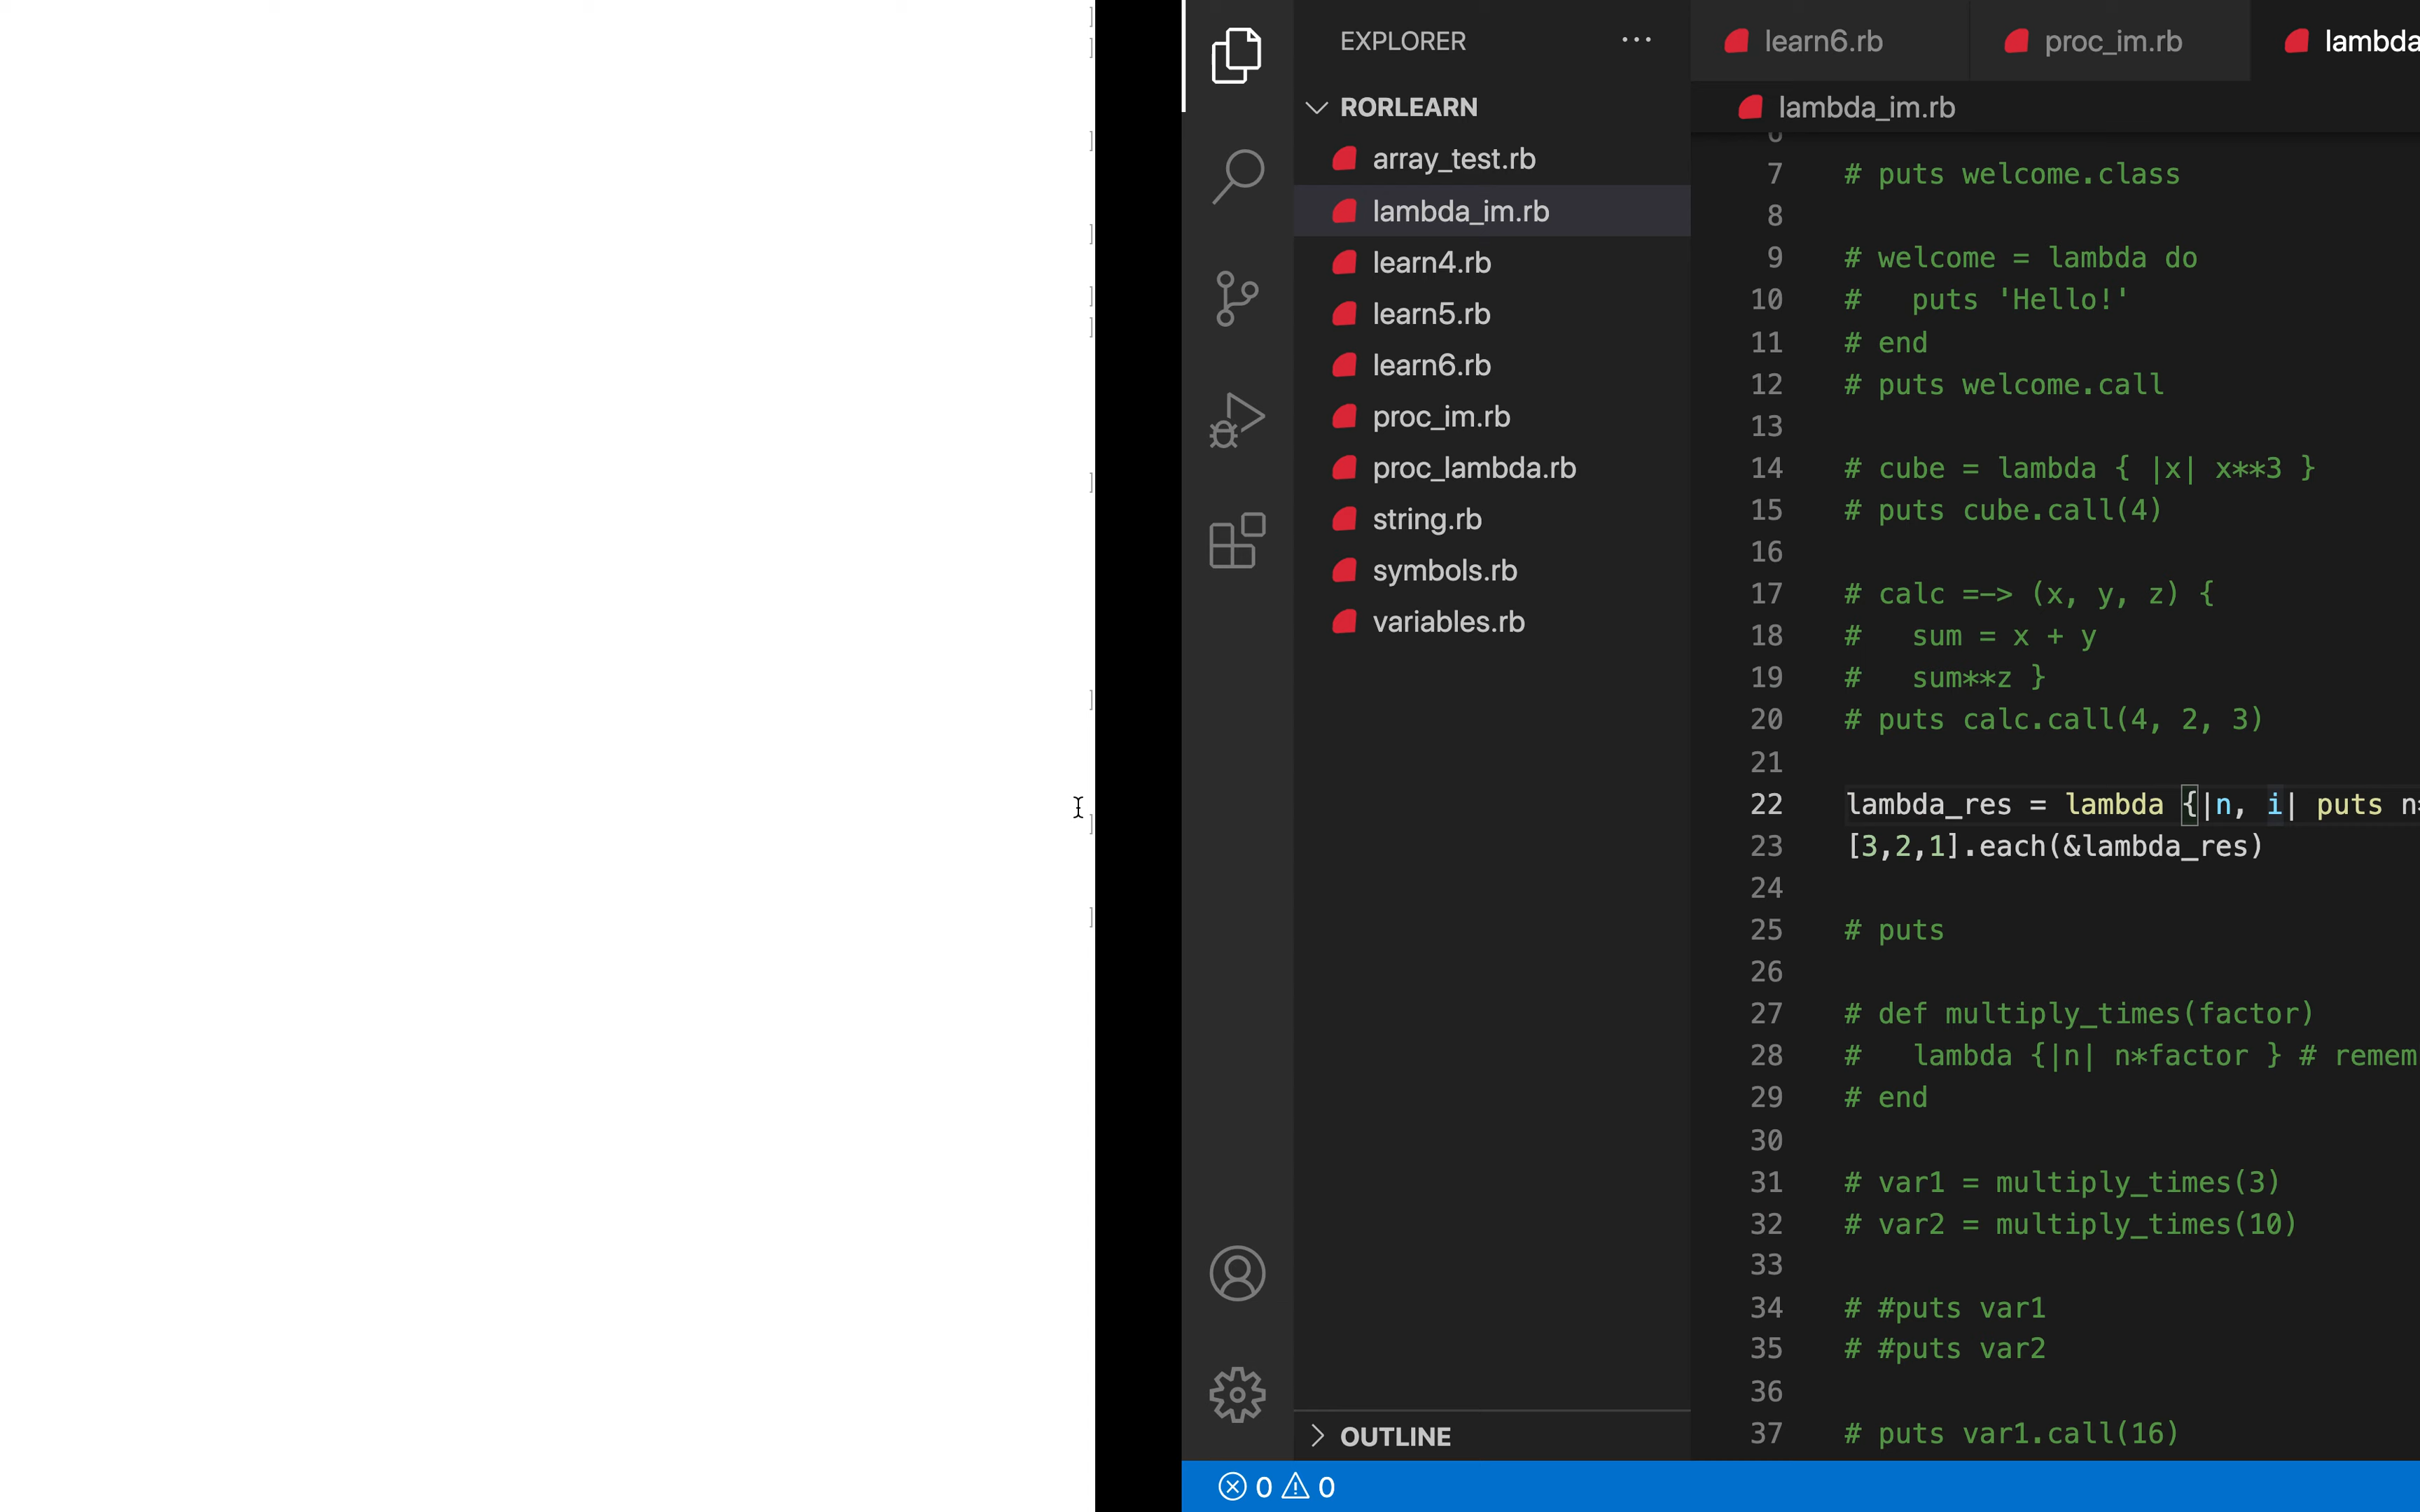 EXPLORER
RORLEARN
array_test.rb
lambda_im.rb
learn4.rb
learn5.rb
learn6.rb
proc_im.rb
proc_lambda.rb
string.rb
symbols.rb
variables.rb
OUTLINE
learn6.rb
proc_im.rb
lambda
lambda_im.rb
6
7 # puts welcome.class
8
9 # welcome = lambda do
10 #   puts 'Hello!'
11 # end
12 # puts welcome.call
13
14 # cube = lambda { |x| x**3 }
15 # puts cube.call(4)
16
17 # calc =-> (x, y, z) {
18 #   sum = x + y
19 #   sum**z }
20 # puts calc.call(4, 2, 3)
21
22 lambda_res = lambda {|n, i| puts n
23 [3,2,1].each(&lambda_res)
24
25 # puts
26
27 # def multiply_times(factor)
28 #   lambda {|n| n*factor } # remem
29 # end
30
31 # var1 = multiply_times(3)
32 # var2 = multiply_times(10)
33
34 # #puts var1
35 # #puts var2
36
37 # puts var1.call(16)
0 0
]
]
]
]
]
]
]
]
]
]